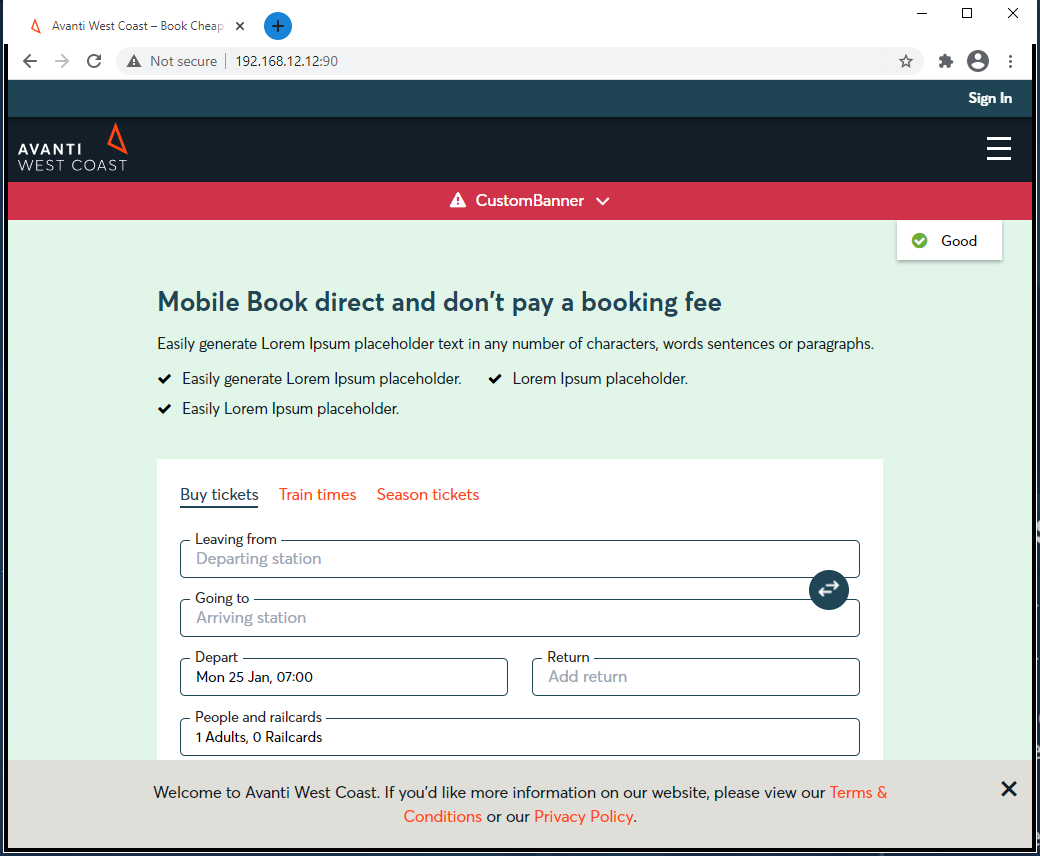 Avanti West Coast – Book Cheap
Not secure 192.168.12.12:90
Sign In
AVANTI
WEST COAST
CustomBanner
Good
Mobile Book direct and don't pay a booking fee
Easily generate Lorem Ipsum placeholder text in any number of characters, words sentences or paragraphs.
Easily generate Lorem Ipsum placeholder. Lorem Ipsum placeholder.
Easily Lorem Ipsum placeholder.
Buy tickets Train times Season tickets
Leaving from
Departing station
Going to
Arriving station
Depart Return
Mon 25 Jan, 07:00 Add return
People and railcards
1 Adults, 0 Railcards
Welcome to Avanti West Coast. If you'd like more information on our website, please view our Terms &
Conditions or our Privacy Policy.